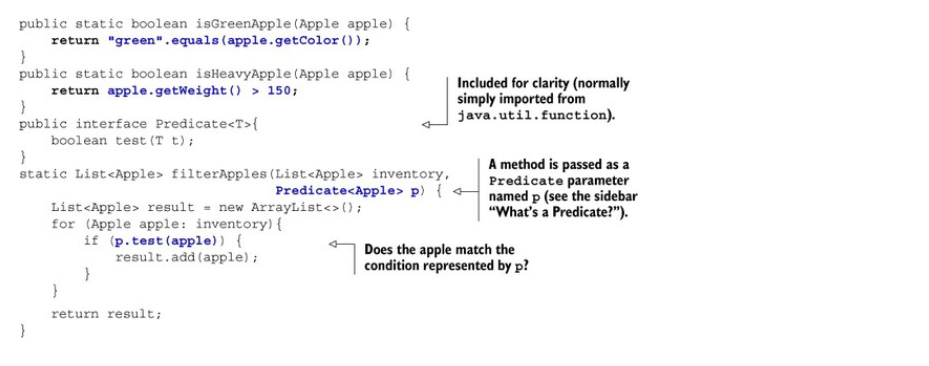 public static boolean isGreenApple(Apple apple) {
    return "green".equals(apple.getColor());
}
public static boolean isHeavyApple(Apple apple) {
    return apple.getWeight() > 150;
}
public interface Predicate<T>{
    boolean test(T t);
}
static List<Apple> filterApples(List<Apple> inventory,
                                Predicate<Apple> p) {
    List<Apple> result = new ArrayList<>();
    for (Apple apple: inventory){
        if (p.test(apple)) {
            result.add(apple);
        }
    }
    return result;
}
Included for clarity (normally
simply imported from
java.util.function).
A method is passed as a
Predicate parameter
named p (see the sidebar
“What’s a Predicate?”).
Does the apple match the
condition represented by p?